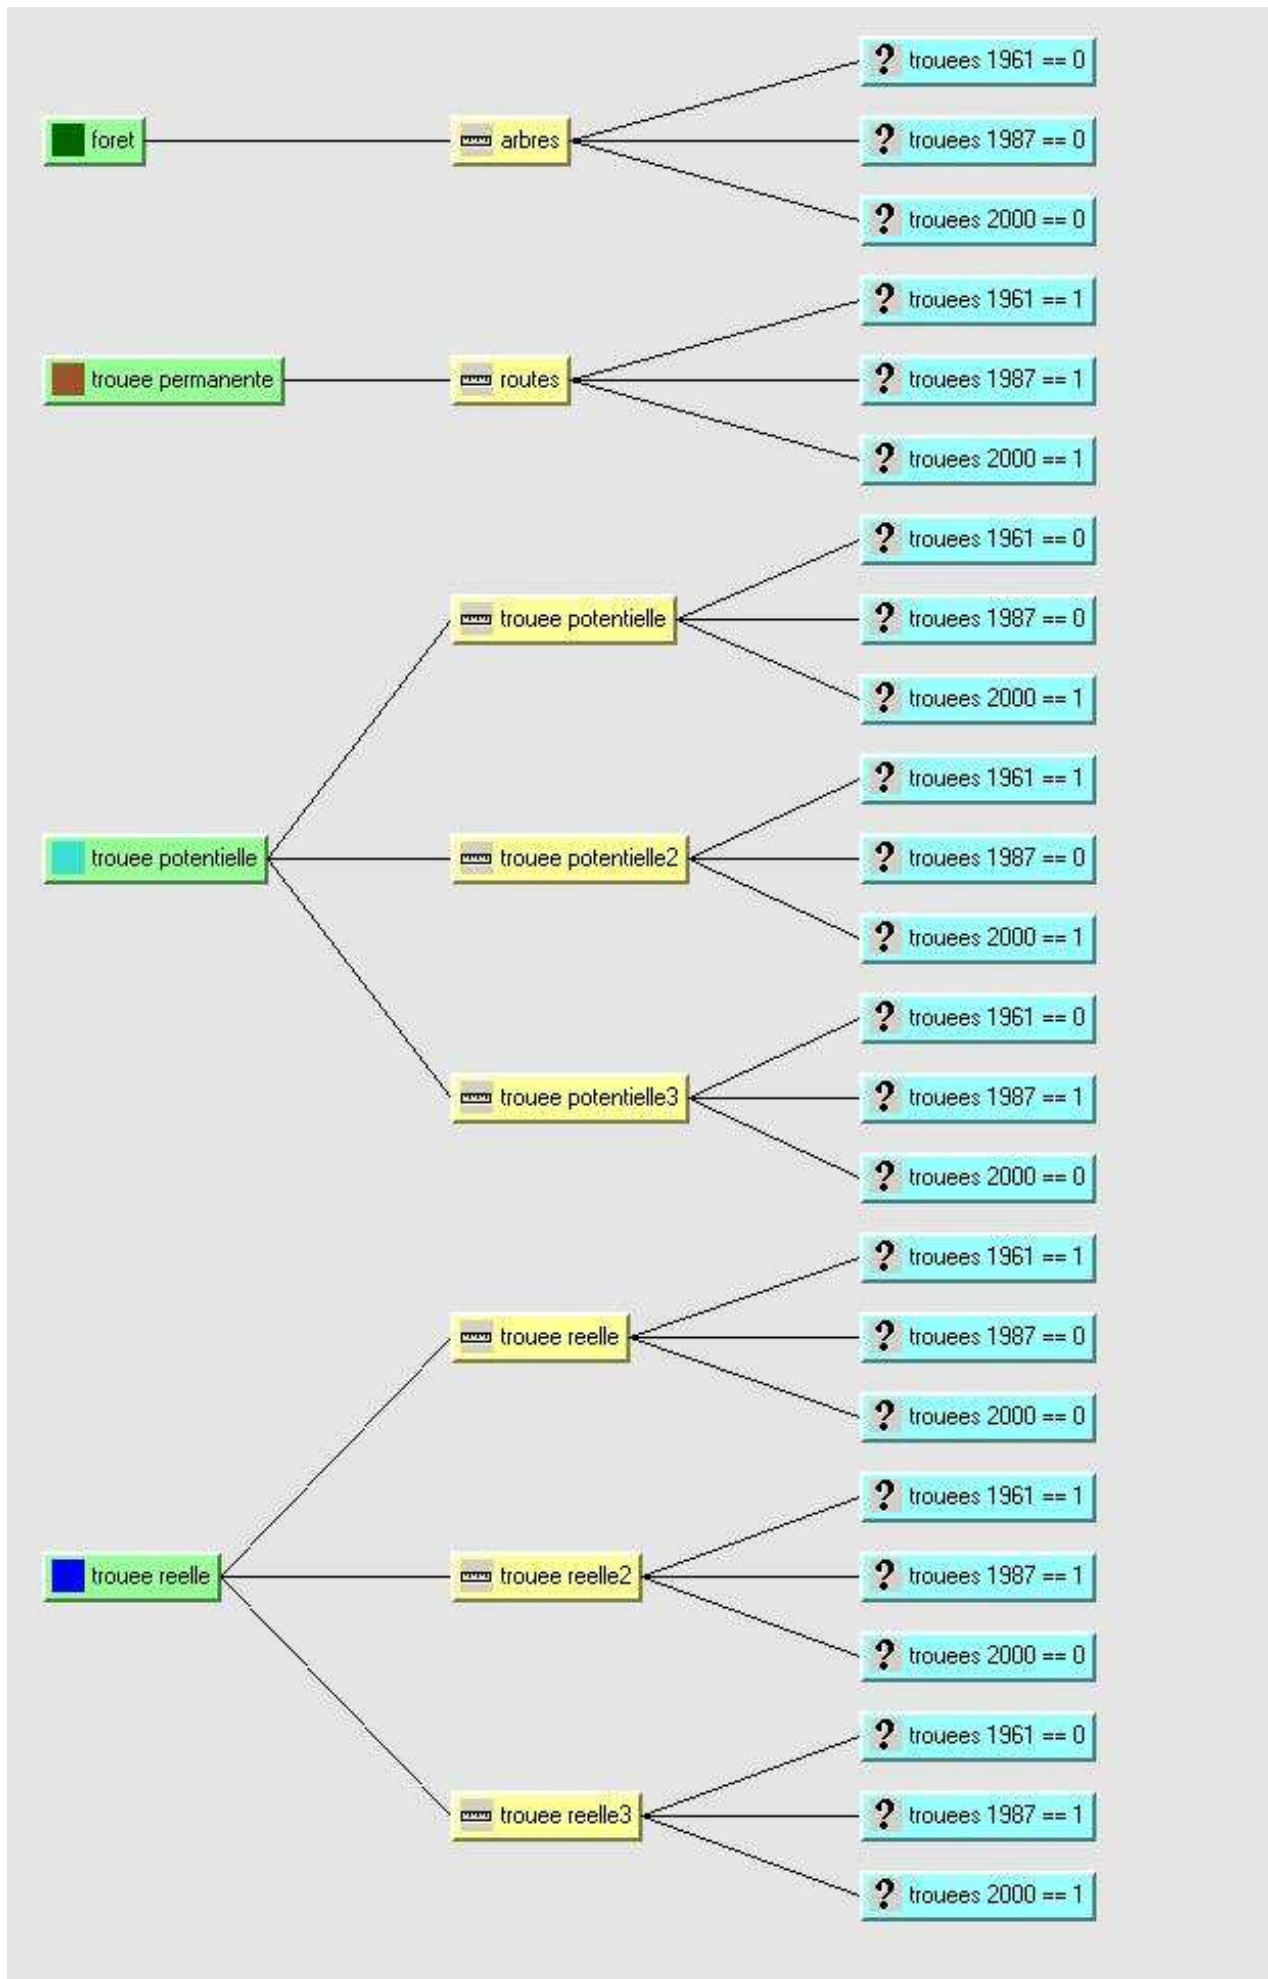 trouees 1961 == 0
foret
arbres
trouees 1987 == 0
trouees 2000 == 0
trouees 1961 == 1
trouee permanente
routes
trouees 1987 == 1
trouees 2000 == 1
trouees 1961 == 0
trouee potentielle
trouees 1987 == 0
trouees 2000 == 1
trouees 1961 == 1
trouee potentielle
trouee potentielle2
trouees 1987 == 0
trouees 2000 == 1
trouees 1961 == 0
trouee potentielle3
trouees 1987 == 1
trouees 2000 == 0
trouees 1961 == 1
trouee reelle
trouees 1987 == 0
trouees 2000 == 0
trouees 1961 == 1
trouee reelle
trouee reelle2
trouees 1987 == 1
trouees 2000 == 0
trouees 1961 == 0
trouee reelle3
trouees 1987 == 1
trouees 2000 == 1